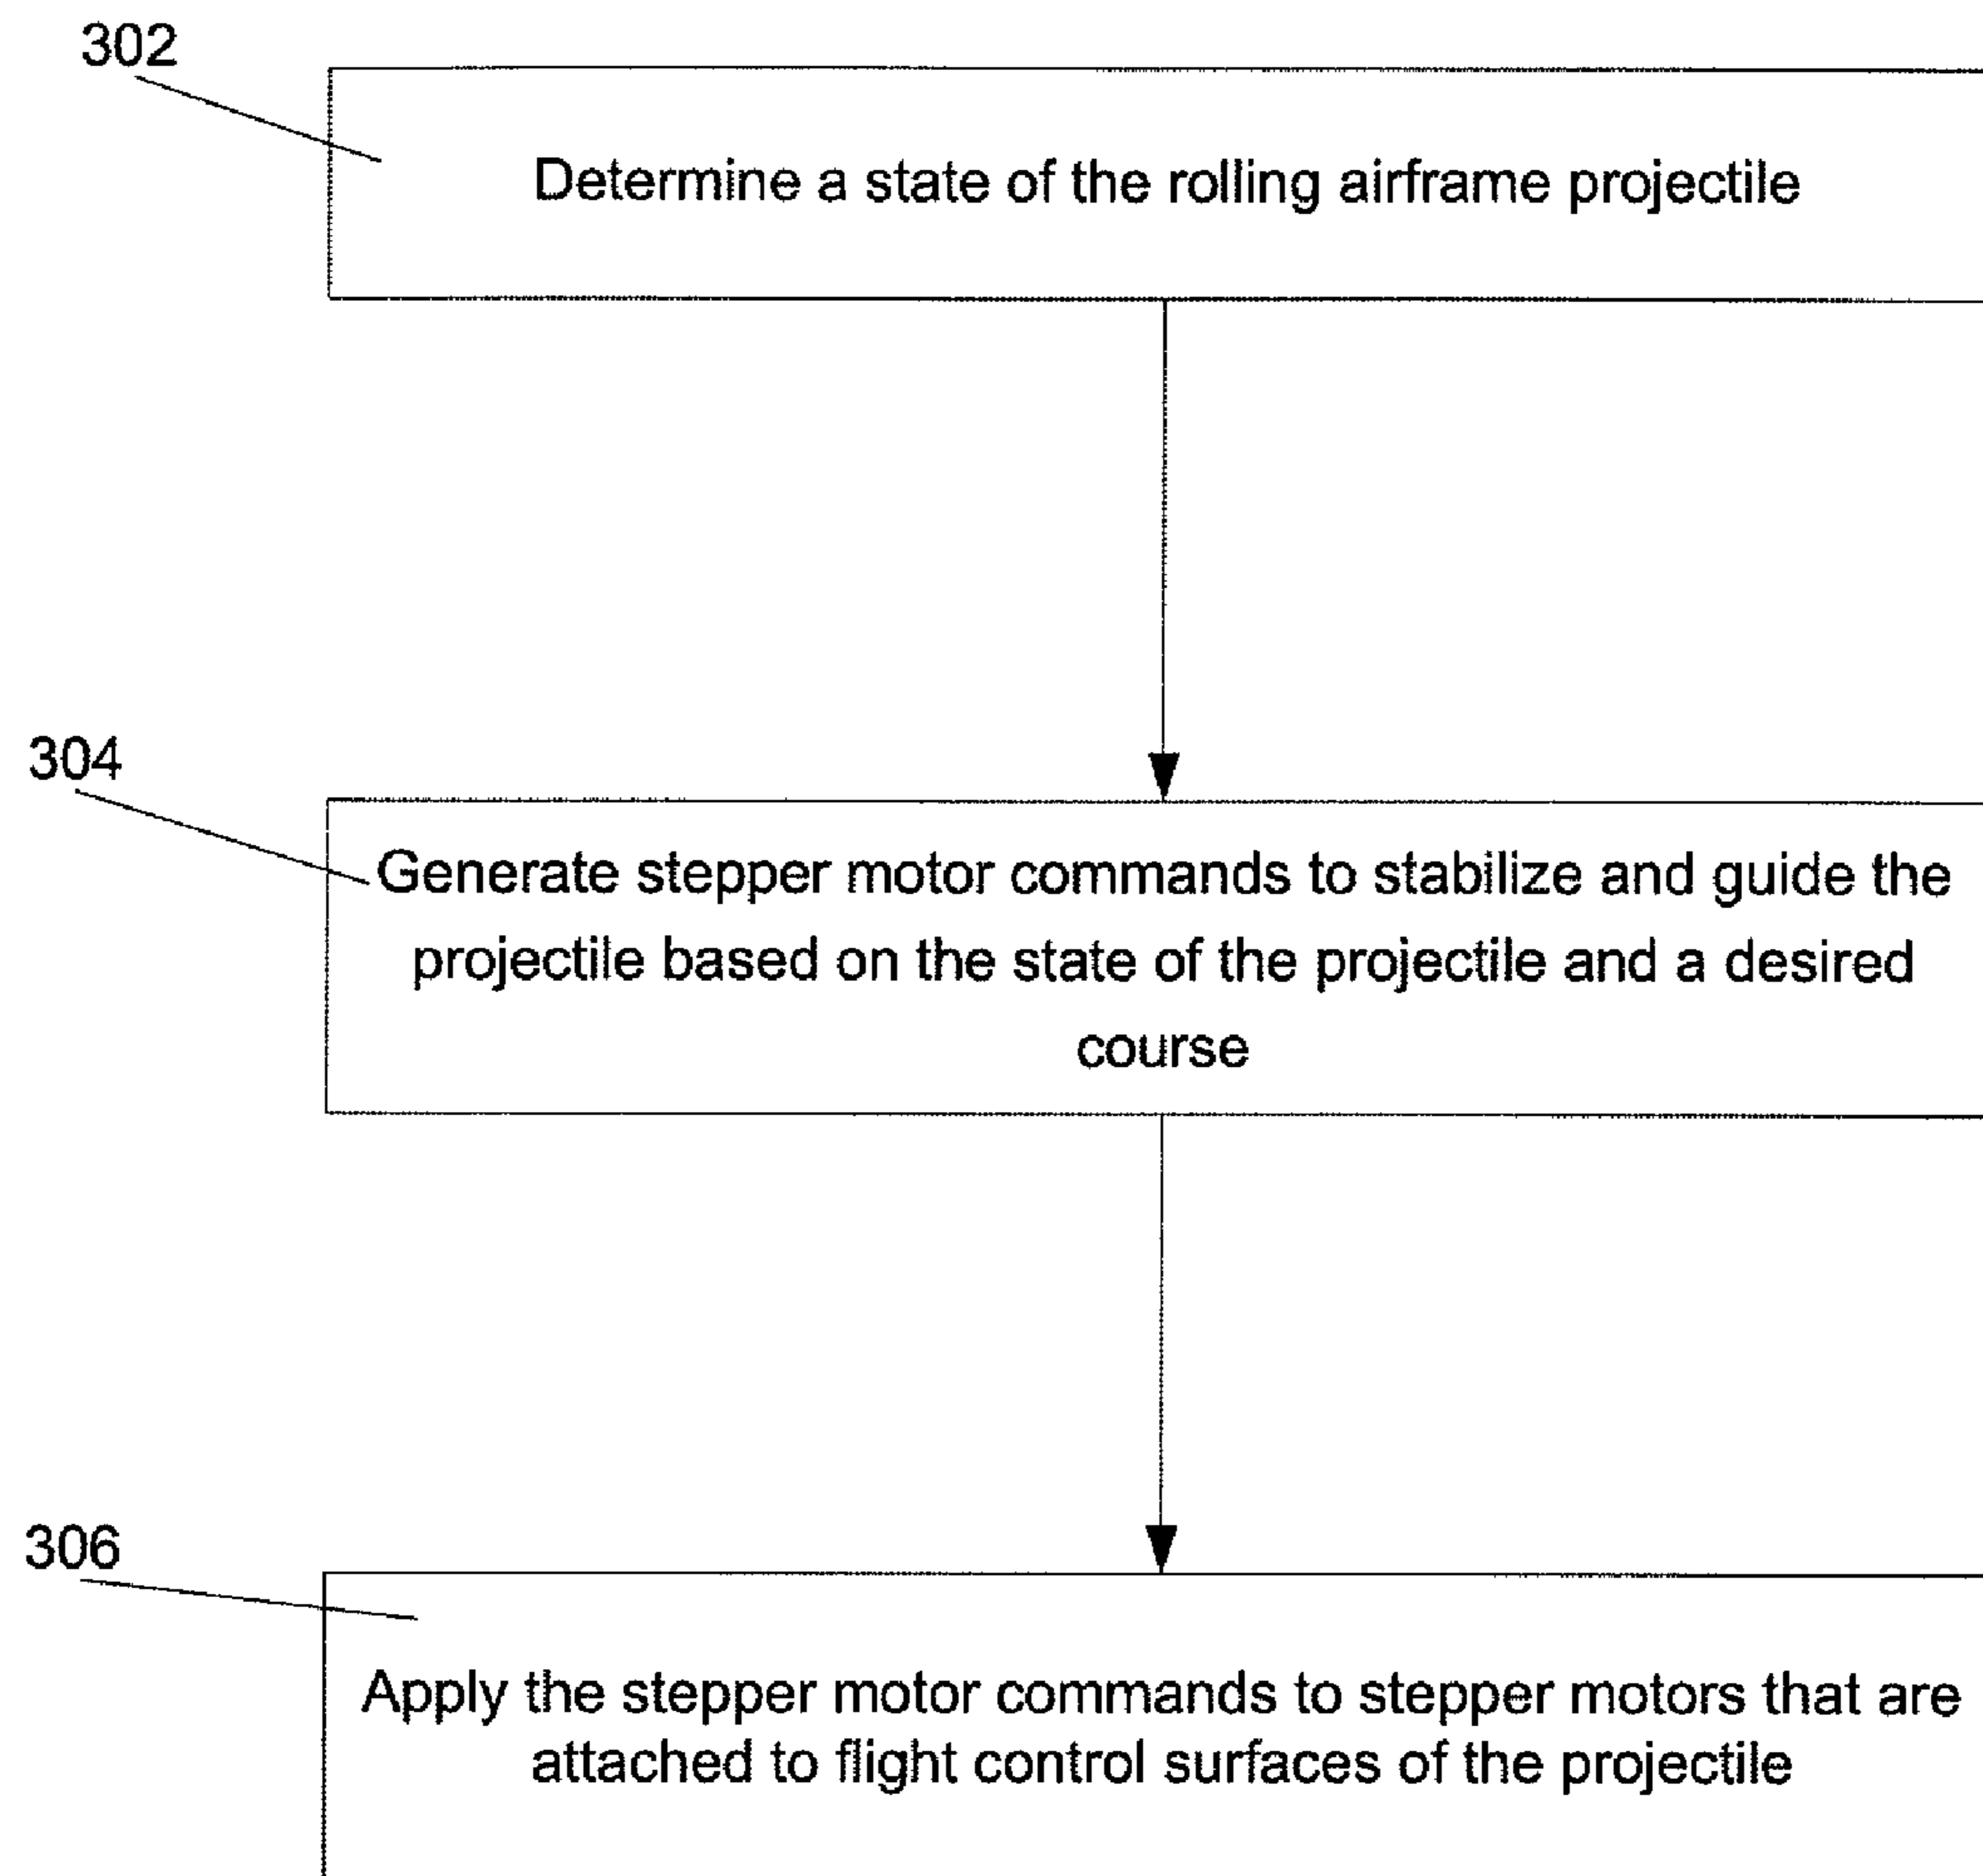 302
Determine a state of the rolling airframe projectile
304
Generate stepper motor commands to stabilize and guide the
projectile based on the state of the projectile and a desired
course
306
Apply the stepper motor commands to stepper motors that are
attached to flight control surfaces of the projectile